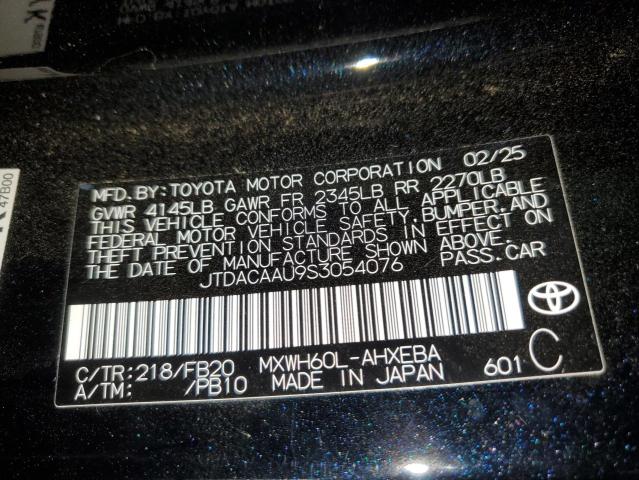 47B00
MFD. BY: TOYOTA MOTOR CORPORATION 02/25
GVWR 4145LB GAWR FR 2345LB RR 2270LB
THIS VEHICLE CONFORMS TO ALL APPLICABLE
FEDERAL MOTOR VEHICLE SAFETY, BUMPER, AND
THEFT PREVENTION STANDARDS IN EFFECT ON
THE DATE OF MANUFACTURE SHOWN ABOVE.
JTDACAAU9S3054076 PASS. CAR
C/TR: 218/FB20 MXWH60L-AHXEBA
A/TM: /PB10 MADE IN JAPAN 601 C